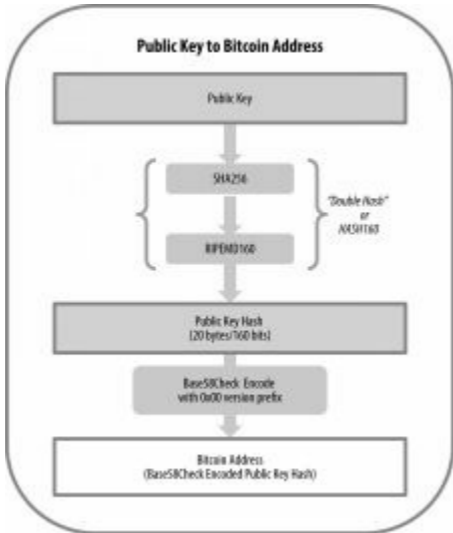 Public Key to Bitcoin Address
Public Key
SHA256
"Double Hash"
or
HASH160
RIPEMD160
Public Key Hash
(20 bytes/160 bits)
Base58Check Encode
with 0x00 version prefix
Bitcoin Address
(Base58Check Encoded Public Key Hash)